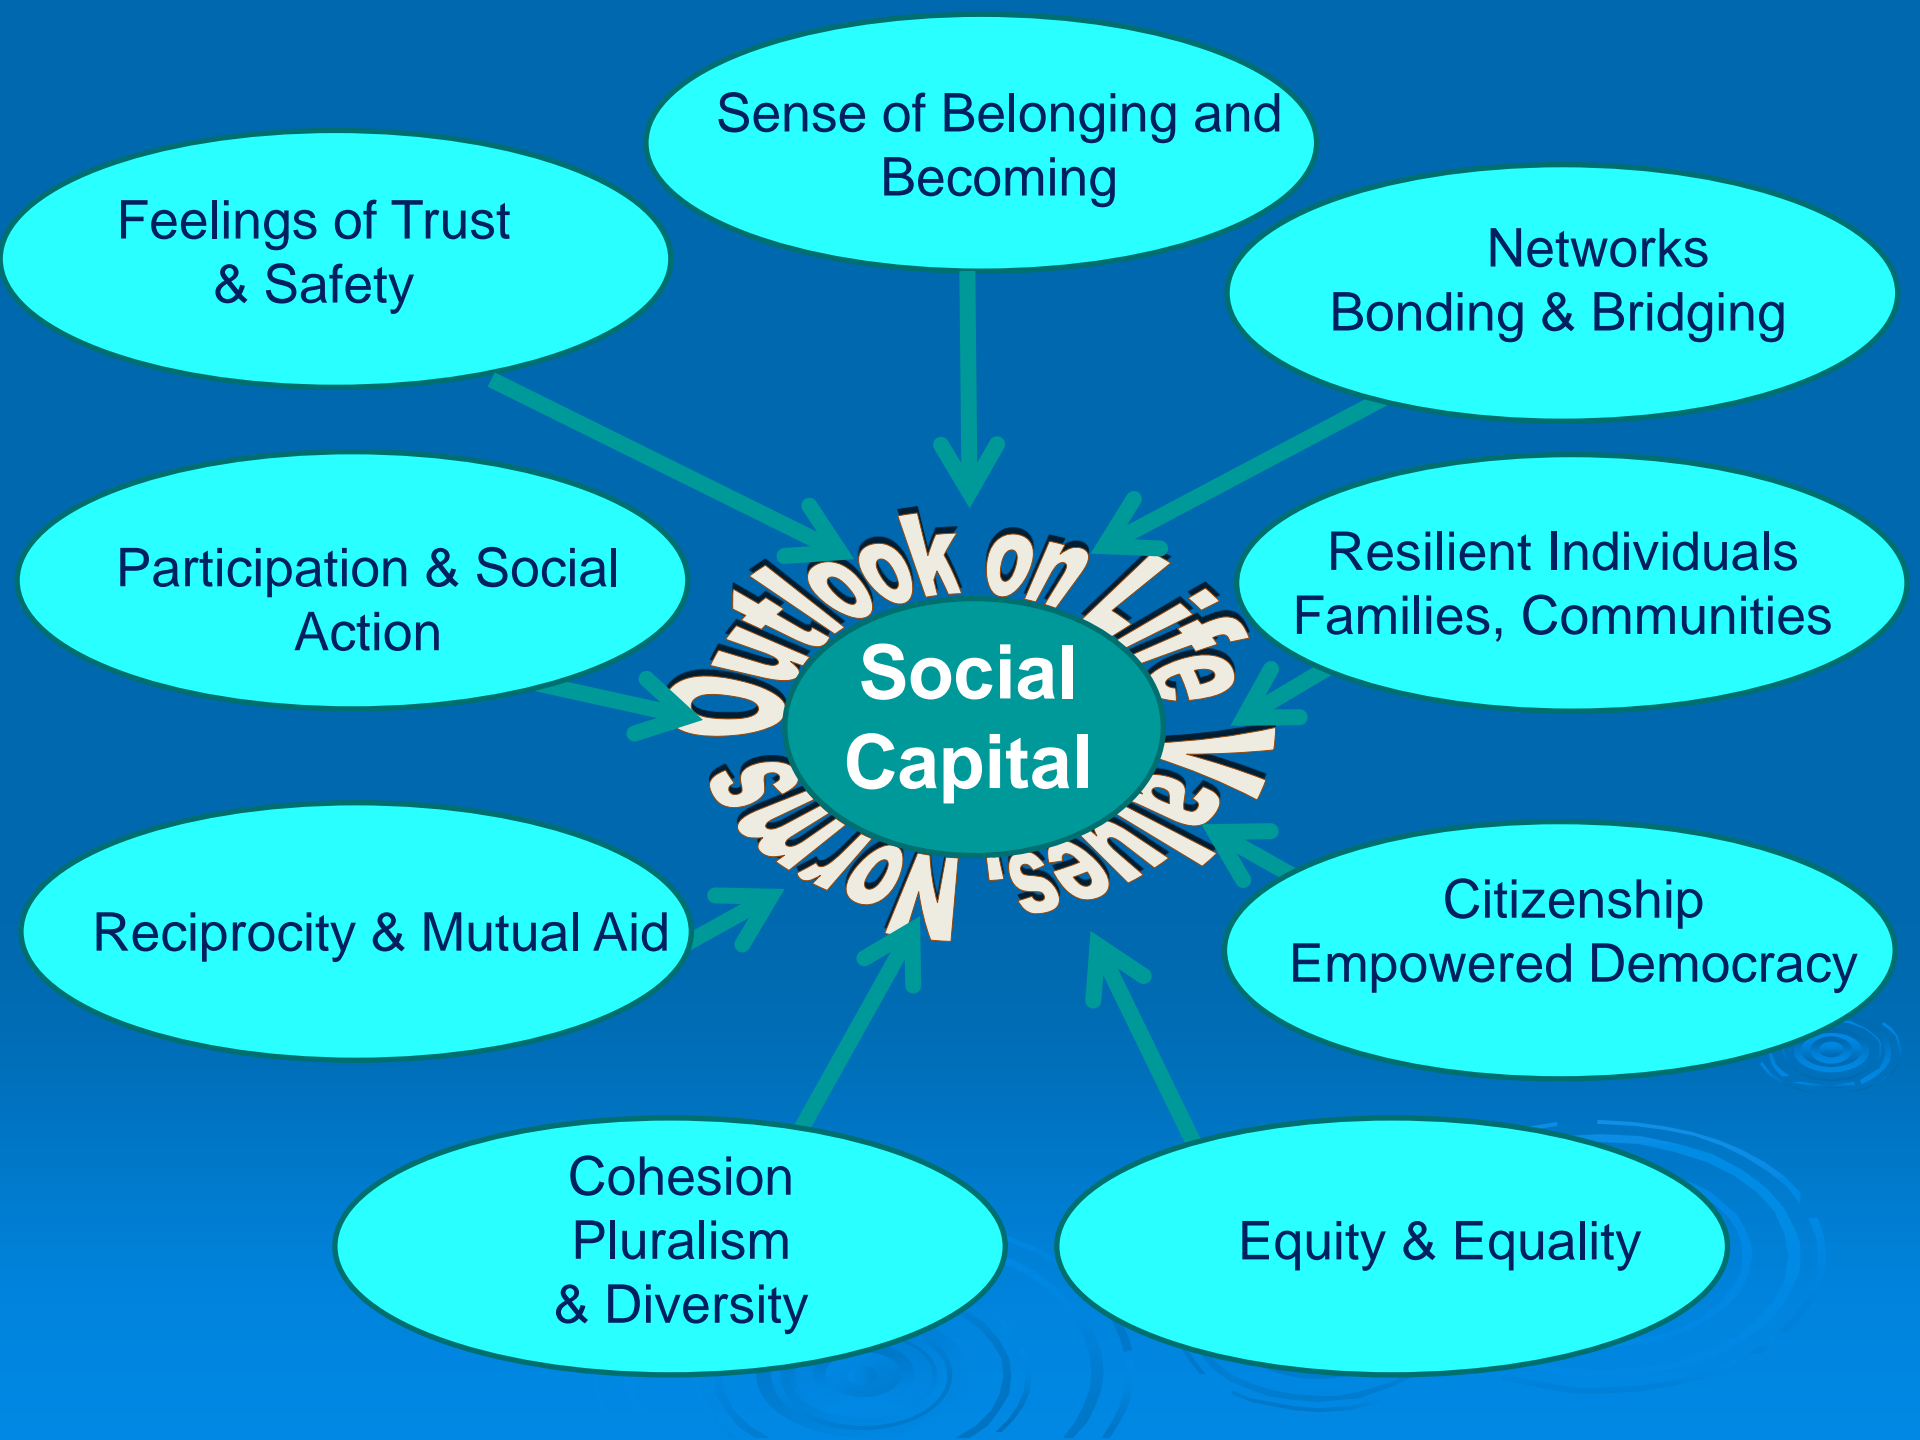 Sense of Belonging and
Becoming
Feelings of Trust
& Safety
Networks
Bonding & Bridging
Participation & Social
Action
Resilient Individuals
Families, Communities
Outlook on Life Values, Norms
Social
Capital
Reciprocity & Mutual Aid
Citizenship
Empowered Democracy
Cohesion
Pluralism
& Diversity
Equity & Equality